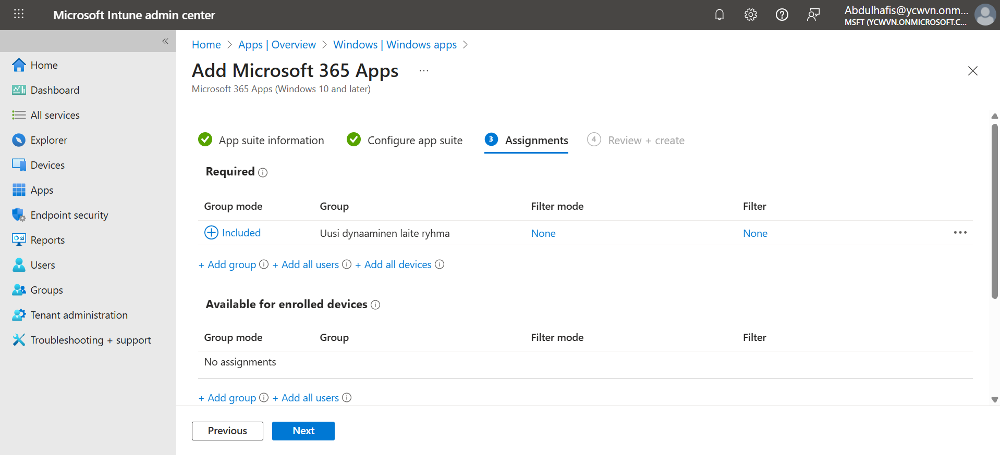 Microsoft Intune admin center
Abdulhafis@ycwvn.onm...
MSFT (YCWVN.ONMICROSOFT.C...
Home
Dashboard
All services
Explorer
Devices
Apps
Endpoint security
Reports
Users
Groups
Tenant administration
Troubleshooting + support
Home > Apps | Overview > Windows | Windows apps >
Add Microsoft 365 Apps ...
Microsoft 365 Apps (Windows 10 and later)
App suite information Configure app suite 3 Assignments 4 Review + create
Required
Group mode Group Filter mode Filter
Included Uusi dynaaminen laite ryhma None None
+ Add group + Add all users + Add all devices
Available for enrolled devices
Group mode Group Filter mode Filter
No assignments
+ Add group + Add all users
Previous Next